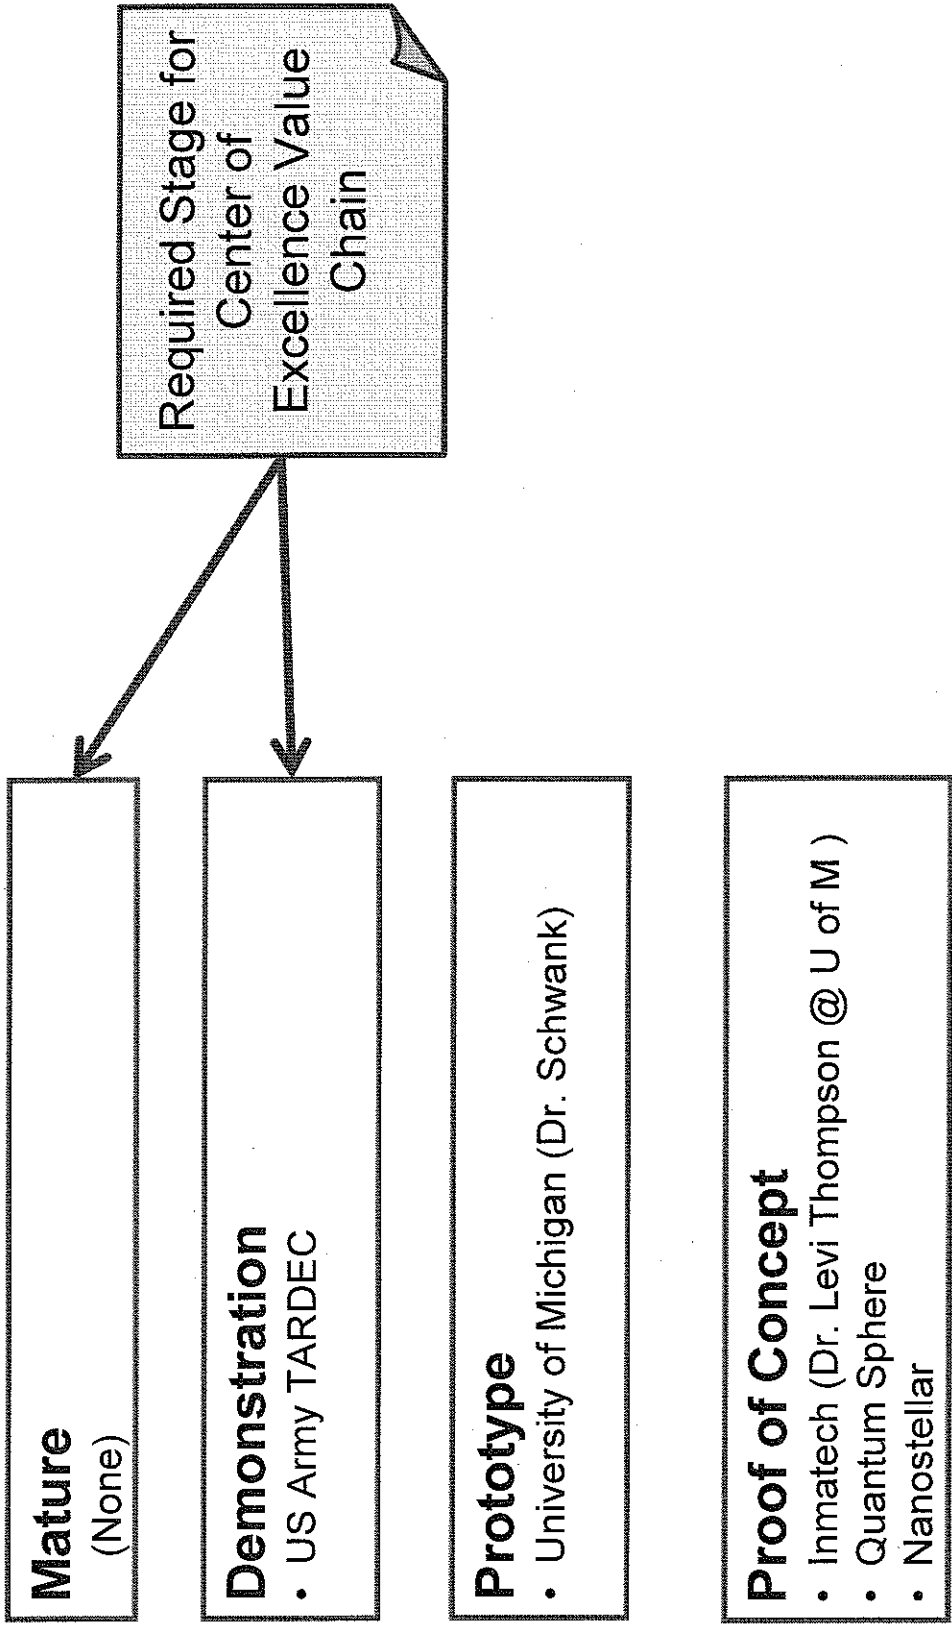 Mature
(None)
Demonstration
• US Army TARDEC
Prototype
• University of Michigan (Dr. Schwank)
Proof of Concept
• Inmatech (Dr. Levi Thompson @ U of M )
• Quantum Sphere
• Nanostellar
Required Stage for
Center of
Excellence Value
Chain